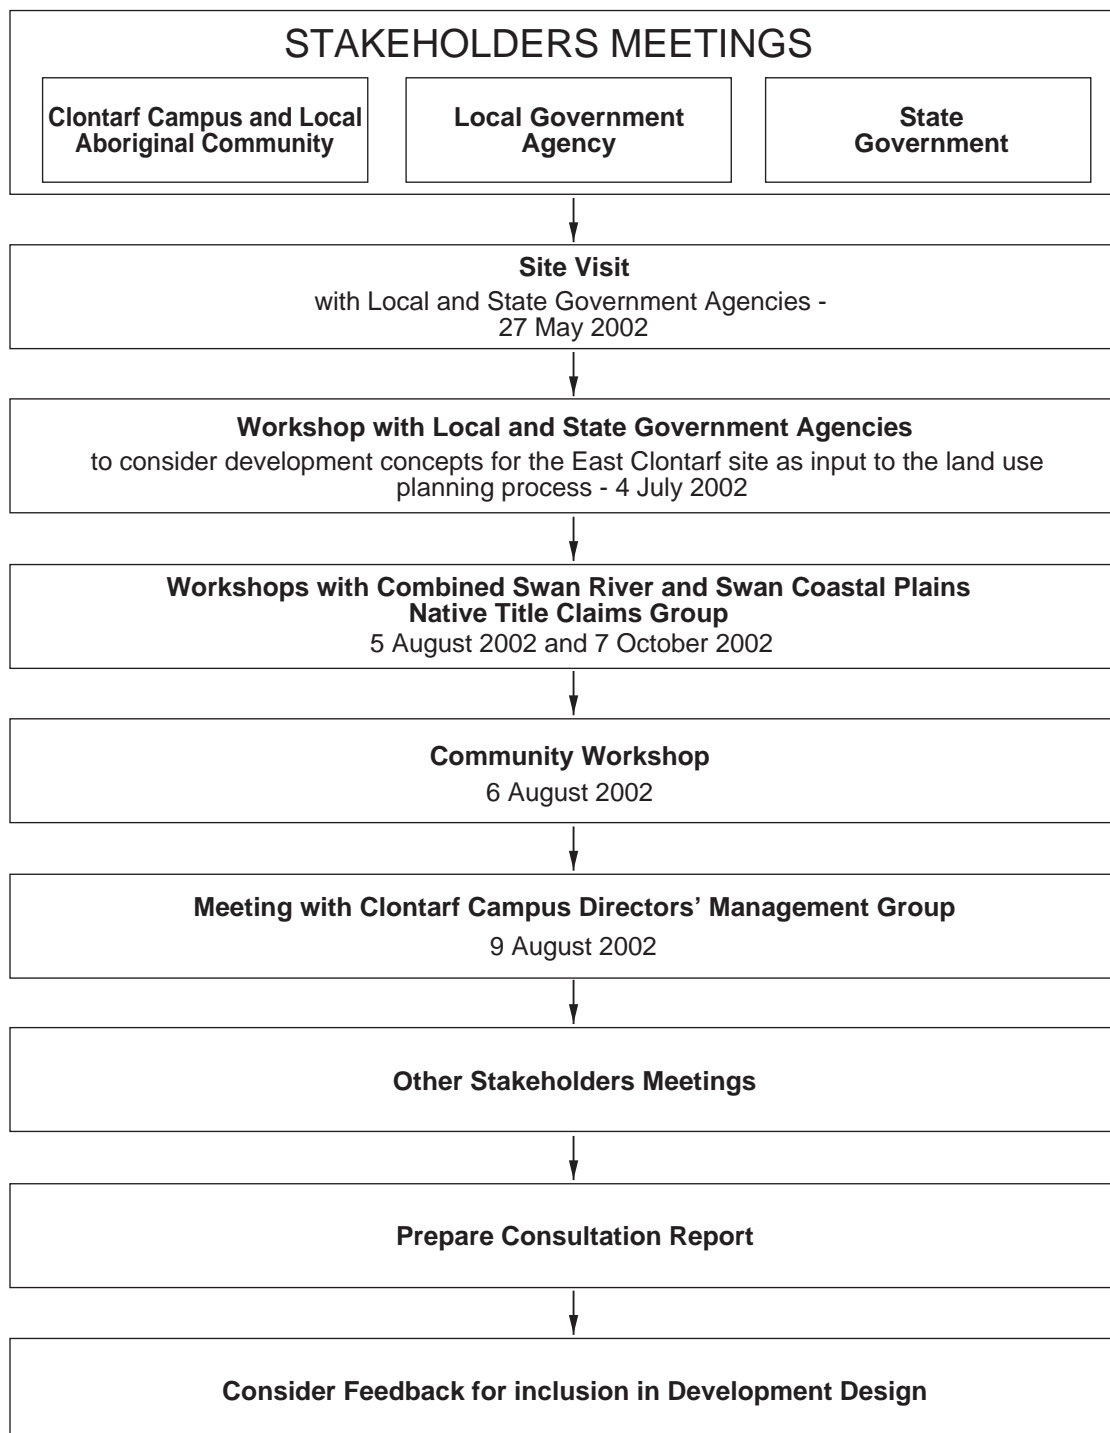 STAKEHOLDERS MEETINGS
Clontarf Campus and Local
Aboriginal Community
Local Government
Agency
State
Government
Site Visit
with Local and State Government Agencies -
27 May 2002
Workshop with Local and State Government Agencies
to consider development concepts for the East Clontarf site as input to the land use
planning process - 4 July 2002
Workshops with Combined Swan River and Swan Coastal Plains
Native Title Claims Group
5 August 2002 and 7 October 2002
Community Workshop
6 August 2002
Meeting with Clontarf Campus Directors’ Management Group
9 August 2002
Other Stakeholders Meetings
Prepare Consultation Report
Consider Feedback for inclusion in Development Design